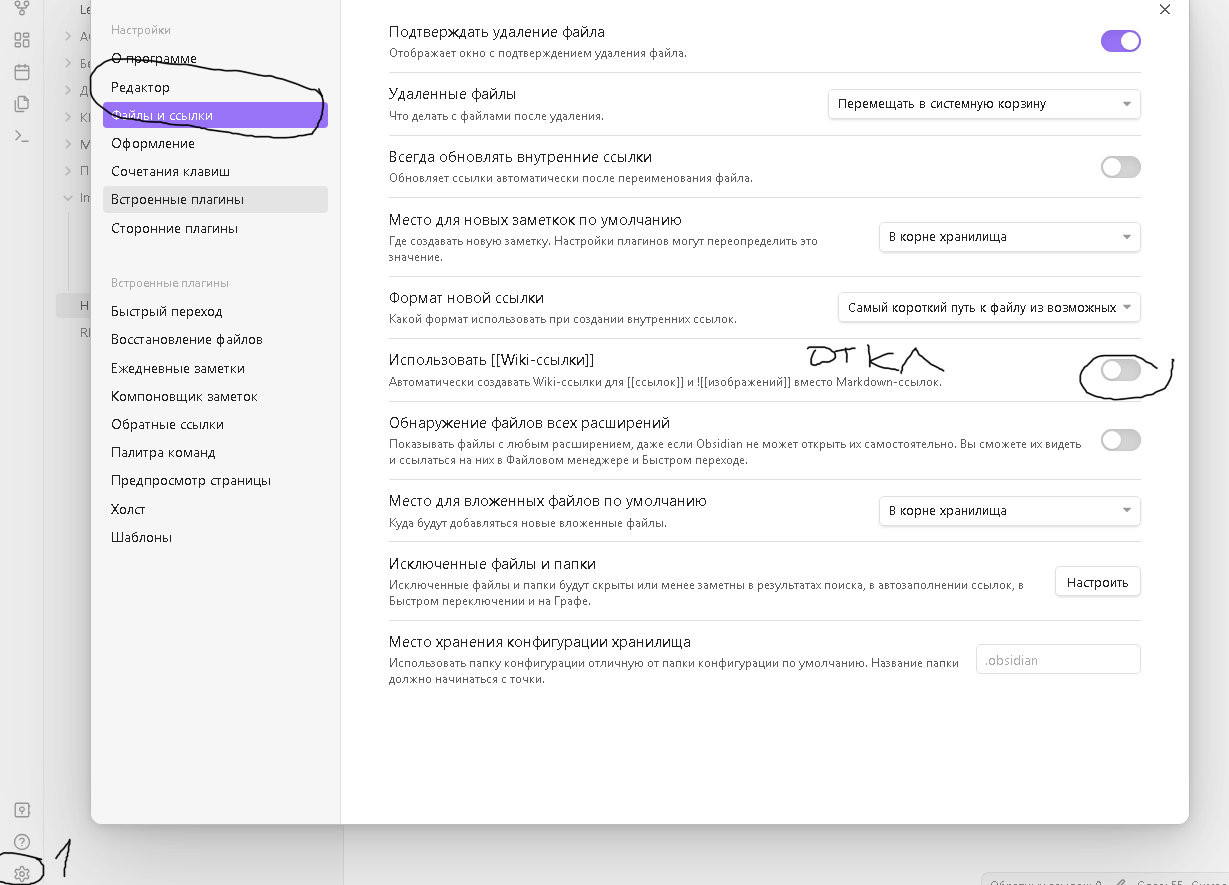 Настройки
О программе
Редактор
Файлы и ссылки
Оформление
Сочетания клавиш
Встроенные плагины
Сторонние плагины
Встроенные плагины
Быстрый переход
Восстановление файлов
Ежедневные заметки
Компоновщик заметок
Обратные ссылки
Палитра команд
Предпросмотр страницы
Холст
Шаблоны
1
Подтверждать удаление файла
Отображает окно с подтверждением удаления файла.
Удаленные файлы
Что делать с файлами после удаления.
Перемещать в системную корзину
Всегда обновлять внутренние ссылки
Обновляет ссылки автоматически после переименования файла.
Место для новых заметкок по умолчанию
Где создавать новую заметку. Настройки плагинов могут переопределить это
значение.
В корне хранилища
Формат новой ссылки
Какой формат использовать при создании внутренних ссылок.
Самый короткий путь к файлу из возможных
Использовать [[Wiki-ссылки]]
Автоматически создавать Wiki-ссылки для [[ссылок]] и ![[изображений]] вместо Markdown-ссылок.
ОТКЛ
Обнаружение файлов всех расширений
Показывать файлы с любым расширением, даже если Obsidian не может открыть их самостоятельно. Вы сможете их видеть
и ссылаться на них в Файловом менеджере и Быстром переходе.
Место для вложенных файлов по умолчанию
Куда будут добавляться новые вложенные файлы.
В корне хранилища
Исключенные файлы и папки
Исключенные файлы и папки будут скрыты или менее заметны в результатах поиска, в автозаполнении ссылок, в
Быстром переключении и на Графе.
Настроить
Место хранения конфигурации хранилища
Использовать папку конфигурации отличную от папки конфигурации по умолчанию. Название папки
должно начинаться с точки.
.obsidian